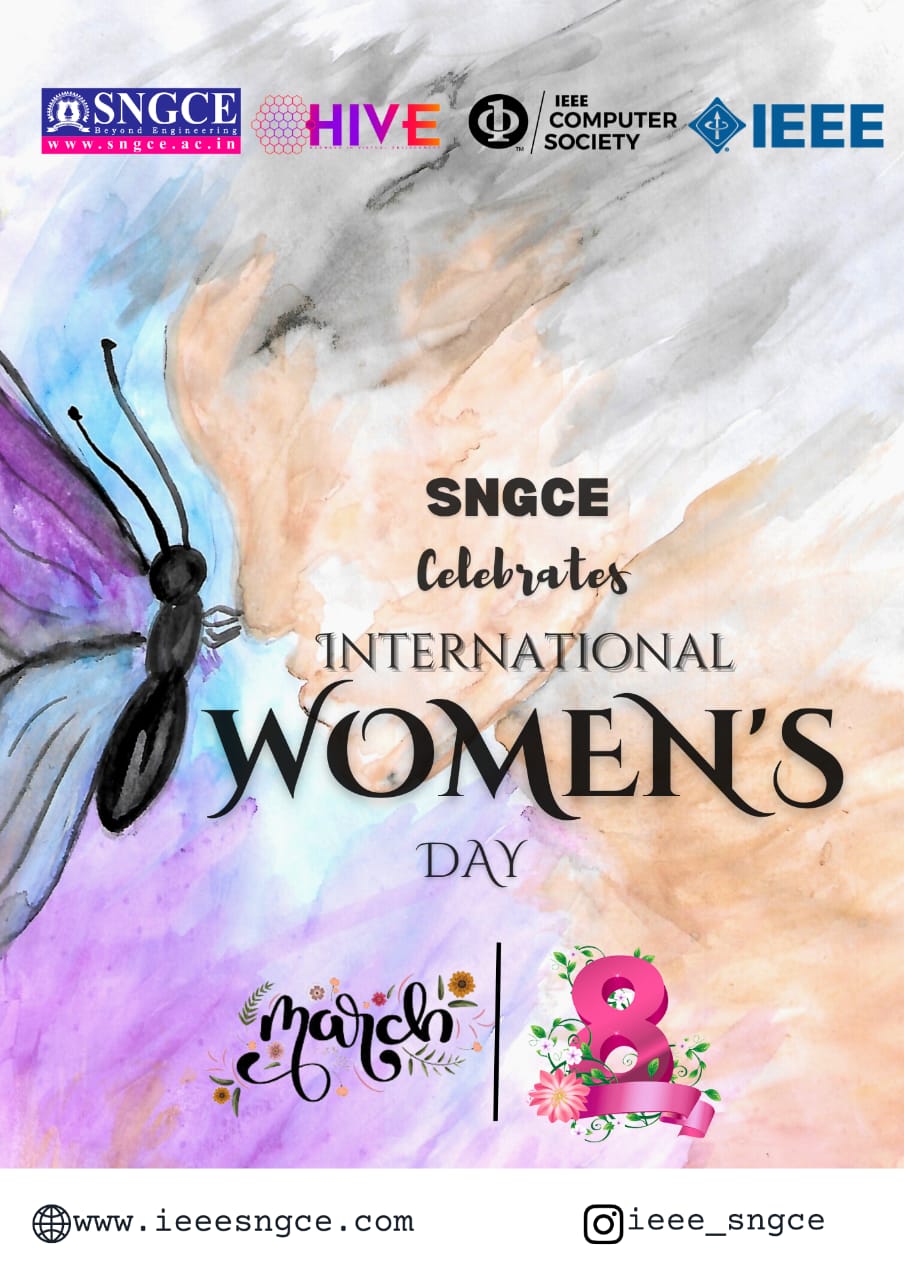 SNGCE
Beyond Engineering
www.sngce.ac.in
HIVE
IEEE
COMPUTER
SOCIETY
TM
IEEE
SNGCE
Celebrates
INTERNATIONAL
WOMEN'S
DAY
march
8
www.ieeesngce.com
ieee_sngce